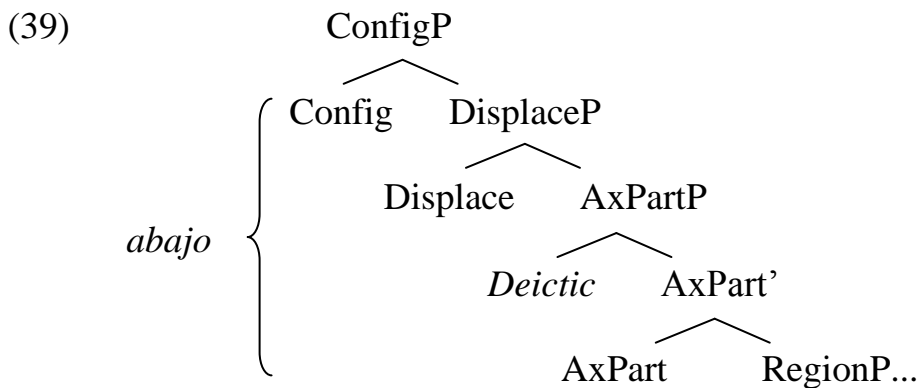 (39) ConfigP
Config DisplaceP
Displace AxPartP
abajo
Deictic AxPart’
AxPart RegionP...